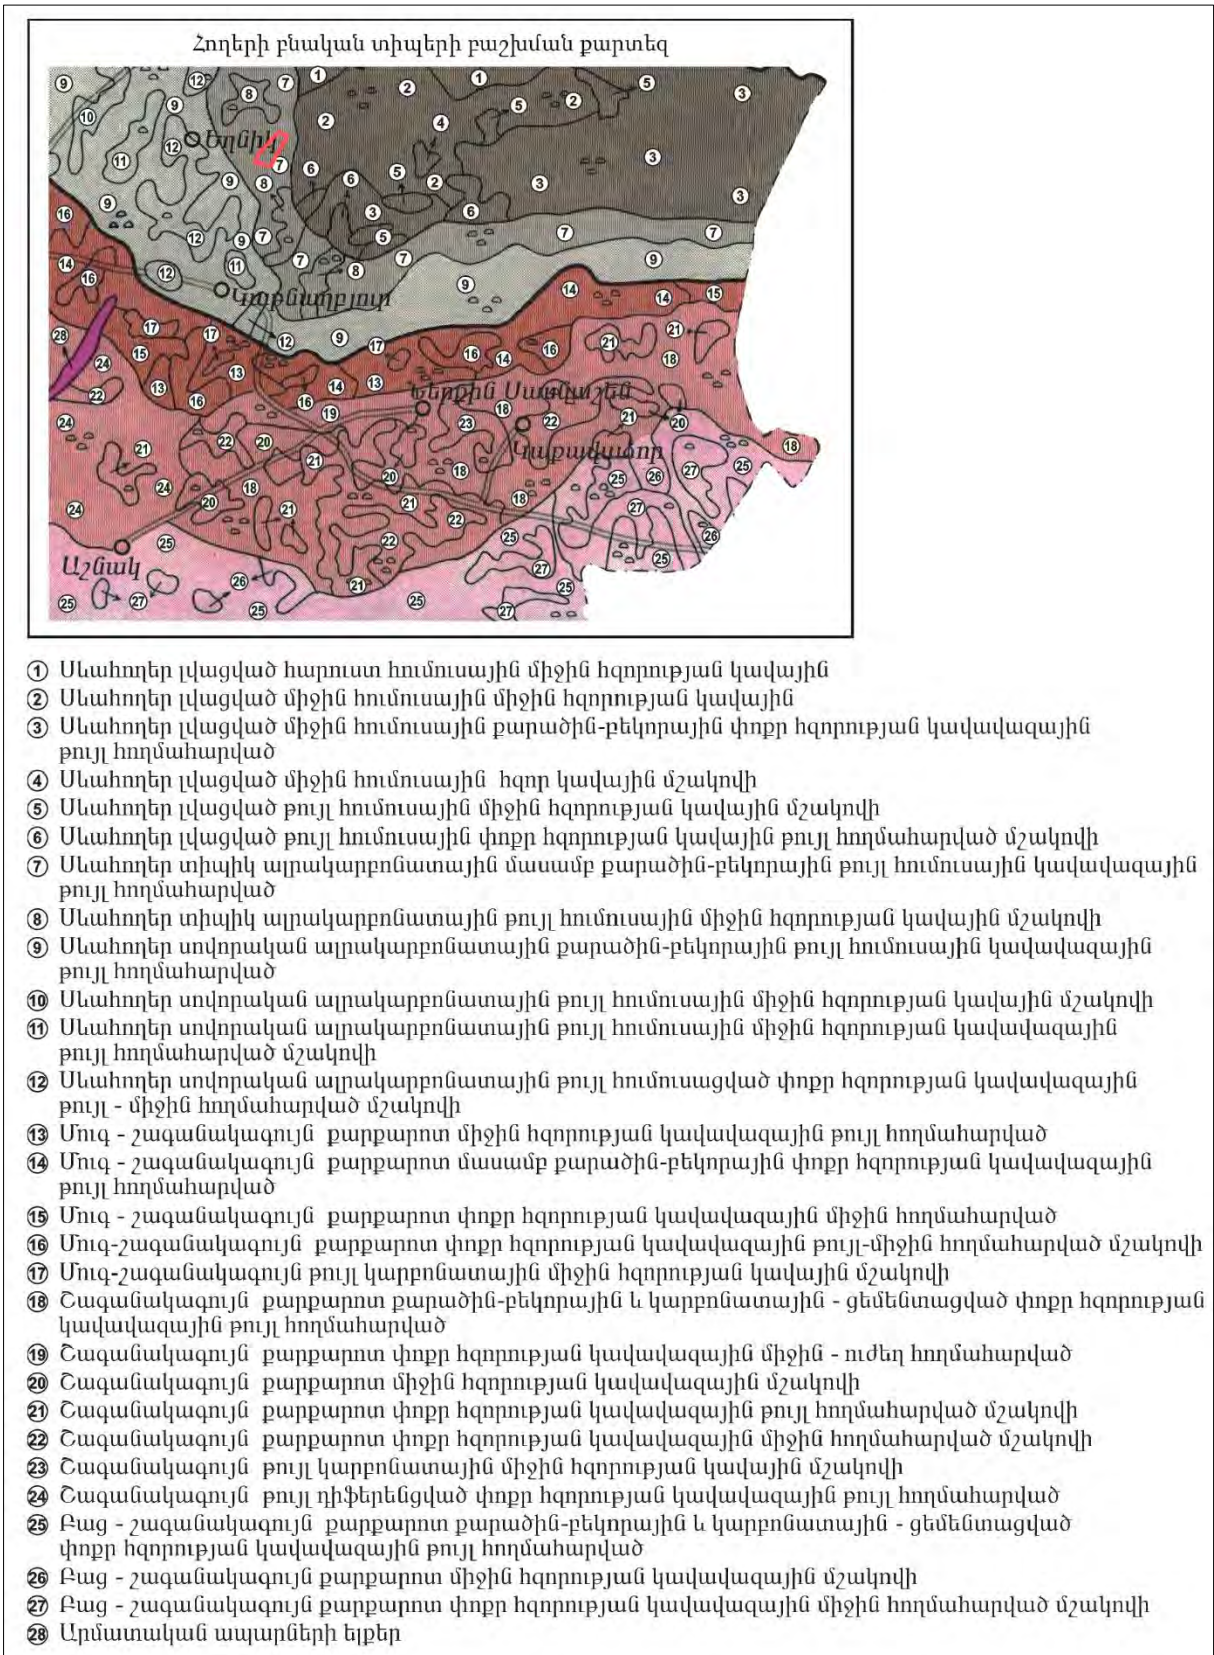 Հողերի բնական տիպերի բաշխման քարտեզ
Եղնիկ
Կաթնաղբյուր
Ներքին Սասնաշեն
Կաքավաձոր
Աշնակ
1 Սևահողեր լվացված հարուստ հումուսային միջին հզորության կավային
2 Սևահողեր լվացված միջին հումուսային միջին հզորության կավային
3 Սևահողեր լվացված միջին հումուսային քարածին-բեկորային փոքր հզորության կավավազային
թույլ հողմահարված
4 Սևահողեր լվացված միջին հումուսային հզոր կավային մշակովի
5 Սևահողեր լվացված թույլ հումուսային միջին հզորության կավային մշակովի
6 Սևահողեր լվացված թույլ հումուսային փոքր հզորության կավային թույլ հողմահարված մշակովի
7 Սևահողեր տիպիկ ալրակարբոնատային մասամբ քարածին-բեկորային թույլ հումուսային կավավազային
թույլ հողմահարված
8 Սևահողեր տիպիկ ալրակարբոնատային թույլ հումուսային միջին հզորության կավային մշակովի
9 Սևահողեր սովորական ալրակարբոնատային քարածին-բեկորային թույլ հումուսային կավավազային
թույլ հողմահարված
10 Սևահողեր սովորական ալրակարբոնատային թույլ հումուսային միջին հզորության կավային մշակովի
11 Սևահողեր սովորական ալրակարբոնատային թույլ հումուսային միջին հզորության կավավազային
թույլ հողմահարված մշակովի
12 Սևահողեր սովորական ալրակարբոնատային թույլ հումուսացված փոքր հզորության կավավազային
թույլ - միջին հողմահարված մշակովի
13 Մուգ - շագանակագույն քարքարոտ միջին հզորության կավավազային թույլ հողմահարված
14 Մուգ - շագանակագույն քարքարոտ մասամբ քարածին-բեկորային փոքր հզորության կավավազային
թույլ հողմահարված
15 Մուգ - շագանակագույն քարքարոտ փոքր հզորության կավավազային միջին հողմահարված
16 Մուգ-շագանակագույն քարքարոտ փոքր հզորության կավավազային թույլ-միջին հողմահարված մշակովի
17 Մուգ-շագանակագույն թույլ կարբոնատային միջին հզորության կավային մշակովի
18 Շագանակագույն քարքարոտ քարածին-բեկորային և կարբոնատային - ցեմենտացված փոքր հզորության
կավավազային թույլ հողմահարված
19 Շագանակագույն քարքարոտ փոքր հզորության կավավազային միջին - ուժեղ հողմահարված
20 Շագանակագույն քարքարոտ միջին հզորության կավավազային մշակովի
21 Շագանակագույն քարքարոտ փոքր հզորության կավավազային թույլ հողմահարված մշակովի
22 Շագանակագույն քարքարոտ փոքր հզորության կավավազային միջին հողմահարված մշակովի
23 Շագանակագույն թույլ կարբոնատային միջին հզորության կավային մշակովի
24 Շագանակագույն թույլ դիֆերենցված փոքր հզորության կավավազային թույլ հողմահարված
25 Բաց - շագանակագույն քարքարոտ քարածին-բեկորային և կարբոնատային - ցեմենտացված
փոքր հզորության կավավազային թույլ հողմահարված
26 Բաց - շագանակագույն քարքարոտ միջին հզորության կավավազային մշակովի
27 Բաց - շագանակագույն քարքարոտ փոքր հզորության կավավազային միջին հողմահարված մշակովի
28 Արմատական ապարների ելքեր